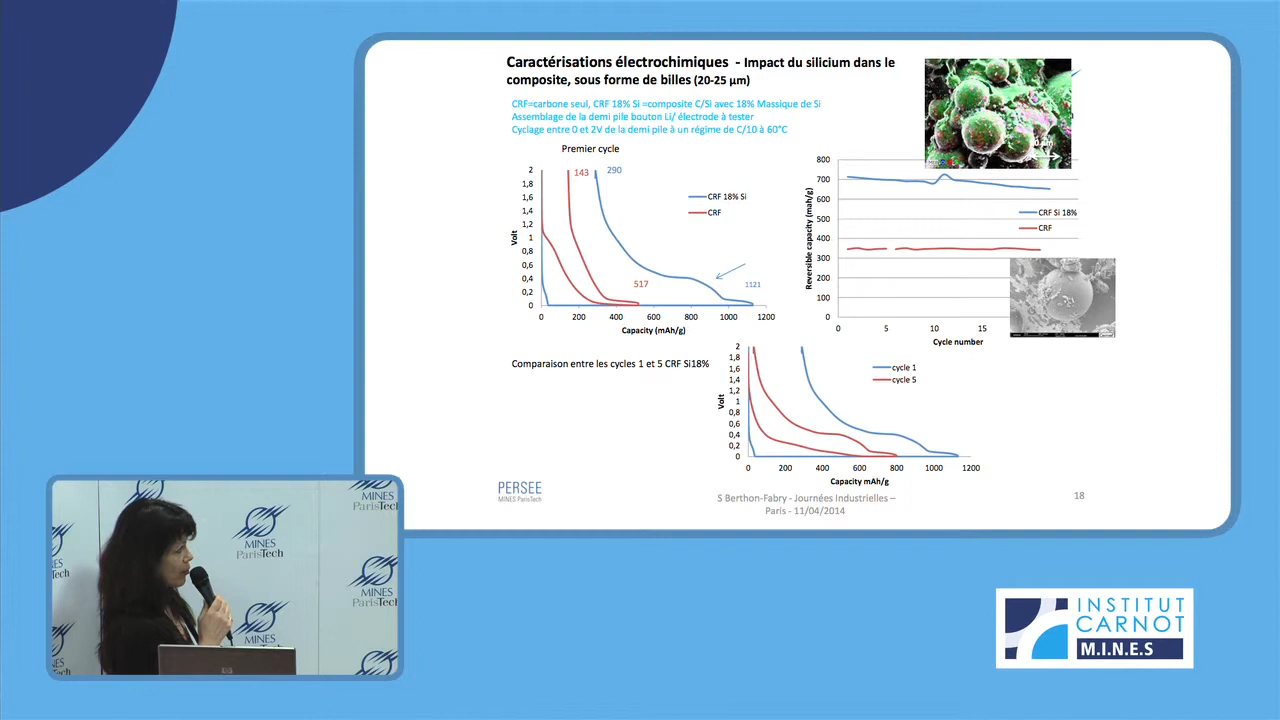 Caractérisations électrochimiques - Impact du silicium dans le
composite, sous forme de billes (20-25 µm)
CRF=carbone seul, CRF 18% Si =composite C/Si avec 18% Massique de Si
Assemblage de la demi pile bouton Li/ électrode à tester
Cyclage entre 0 et 2V de la demi pile à un régime de C/10 à 60°C
Premier cycle
2
1,8
1,6
1,4
1,2
1
0,8
0,6
0,4
0,2
0
Volt
143
290
517
1121
CRF 18% Si
CRF
0 200 400 600 800 1000 1200
Capacity (mAh/g)
800
700
600
500
400
300
200
100
0
Reversible capacity (mah/g)
CRF Si 18%
CRF
0 5 10 15
Cycle number
Comparaison entre les cycles 1 et 5 CRF Si18%
2
1,8
1,6
1,4
1,2
1
0,8
0,6
0,4
0,2
0
Volt
cycle 1
cycle 5
0 200 400 600 800 1000 1200
Capacity mAh/g
PERSEE
MINES ParisTech
S Berthon-Fabry - Journées Industrielles –
Paris - 11/04/2014
18
MINES
ParisTech
MINES
ParisTech
MINES
ParisTech
MINES
ParisTech
INSTITUT
CARNOT
M.I.N.E.S